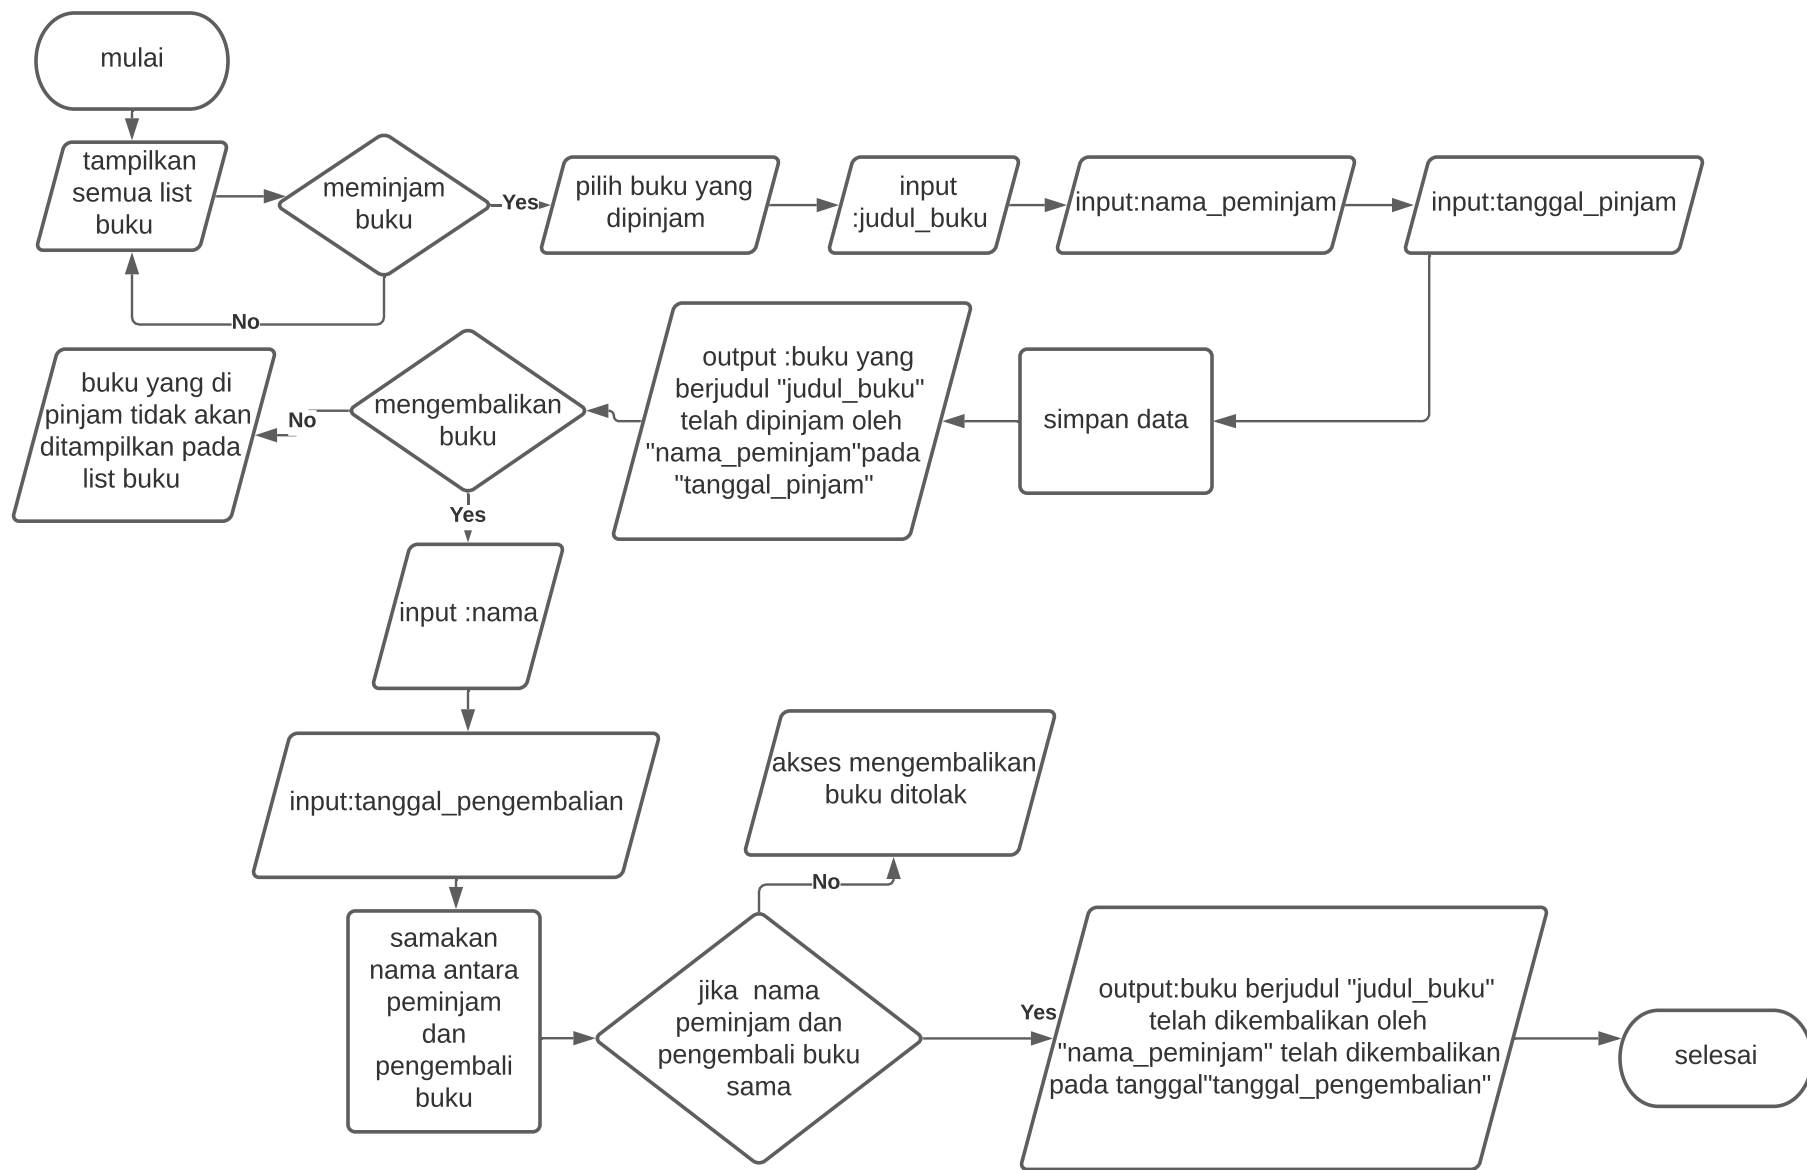 mulai
tampilkan
semua list
buku
meminjam
buku
Yes
pilih buku yang
dipinjam
input
:judul_buku
input:nama_peminjam
input:tanggal_pinjam
No
buku yang di
pinjam tidak akan
ditampilkan pada
list buku
No
mengembalikan
buku
output :buku yang
berjudul "judul_buku"
telah dipinjam oleh
"nama_peminjam"pada
"tanggal_pinjam"
simpan data
Yes
input :nama
input:tanggal_pengembalian
akses mengembalikan
buku ditolak
No
samakan
nama antara
peminjam
dan
pengembali
buku
jika  nama
peminjam dan
pengembali buku
sama
Yes
output:buku berjudul "judul_buku"
telah dikembalikan oleh
"nama_peminjam" telah dikembalikan
pada tanggal"tanggal_pengembalian"
selesai